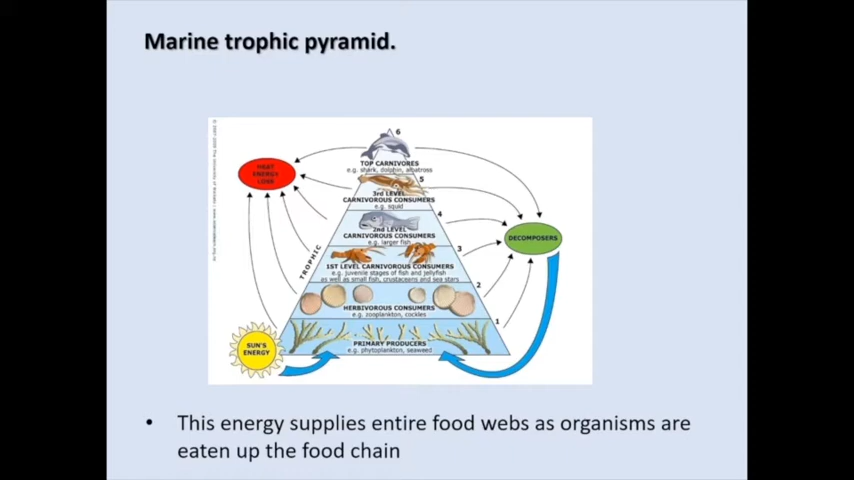 Marine trophic pyramid.
6
TOP CARNIVORES
e.g. shark, dolphin, albatross
HEAT
ENERGY
LOSS
5
3rd LEVEL
CARNIVOROUS CONSUMERS
e.g. squid
4
2nd LEVEL
CARNIVOROUS CONSUMERS
e.g. larger fish
DECOMPOSERS
3
TROPHIC
1ST LEVEL CARNIVOROUS CONSUMERS
e.g. juvenile stages of fish and jellyfish
as well as small fish, crustaceans and sea stars
2
HERBIVOROUS CONSUMERS
e.g. zooplankton, cockles
1
SUN'S
ENERGY
PRIMARY PRODUCERS
e.g. phytoplankton, seaweed
• This energy supplies entire food webs as organisms are
eaten up the food chain